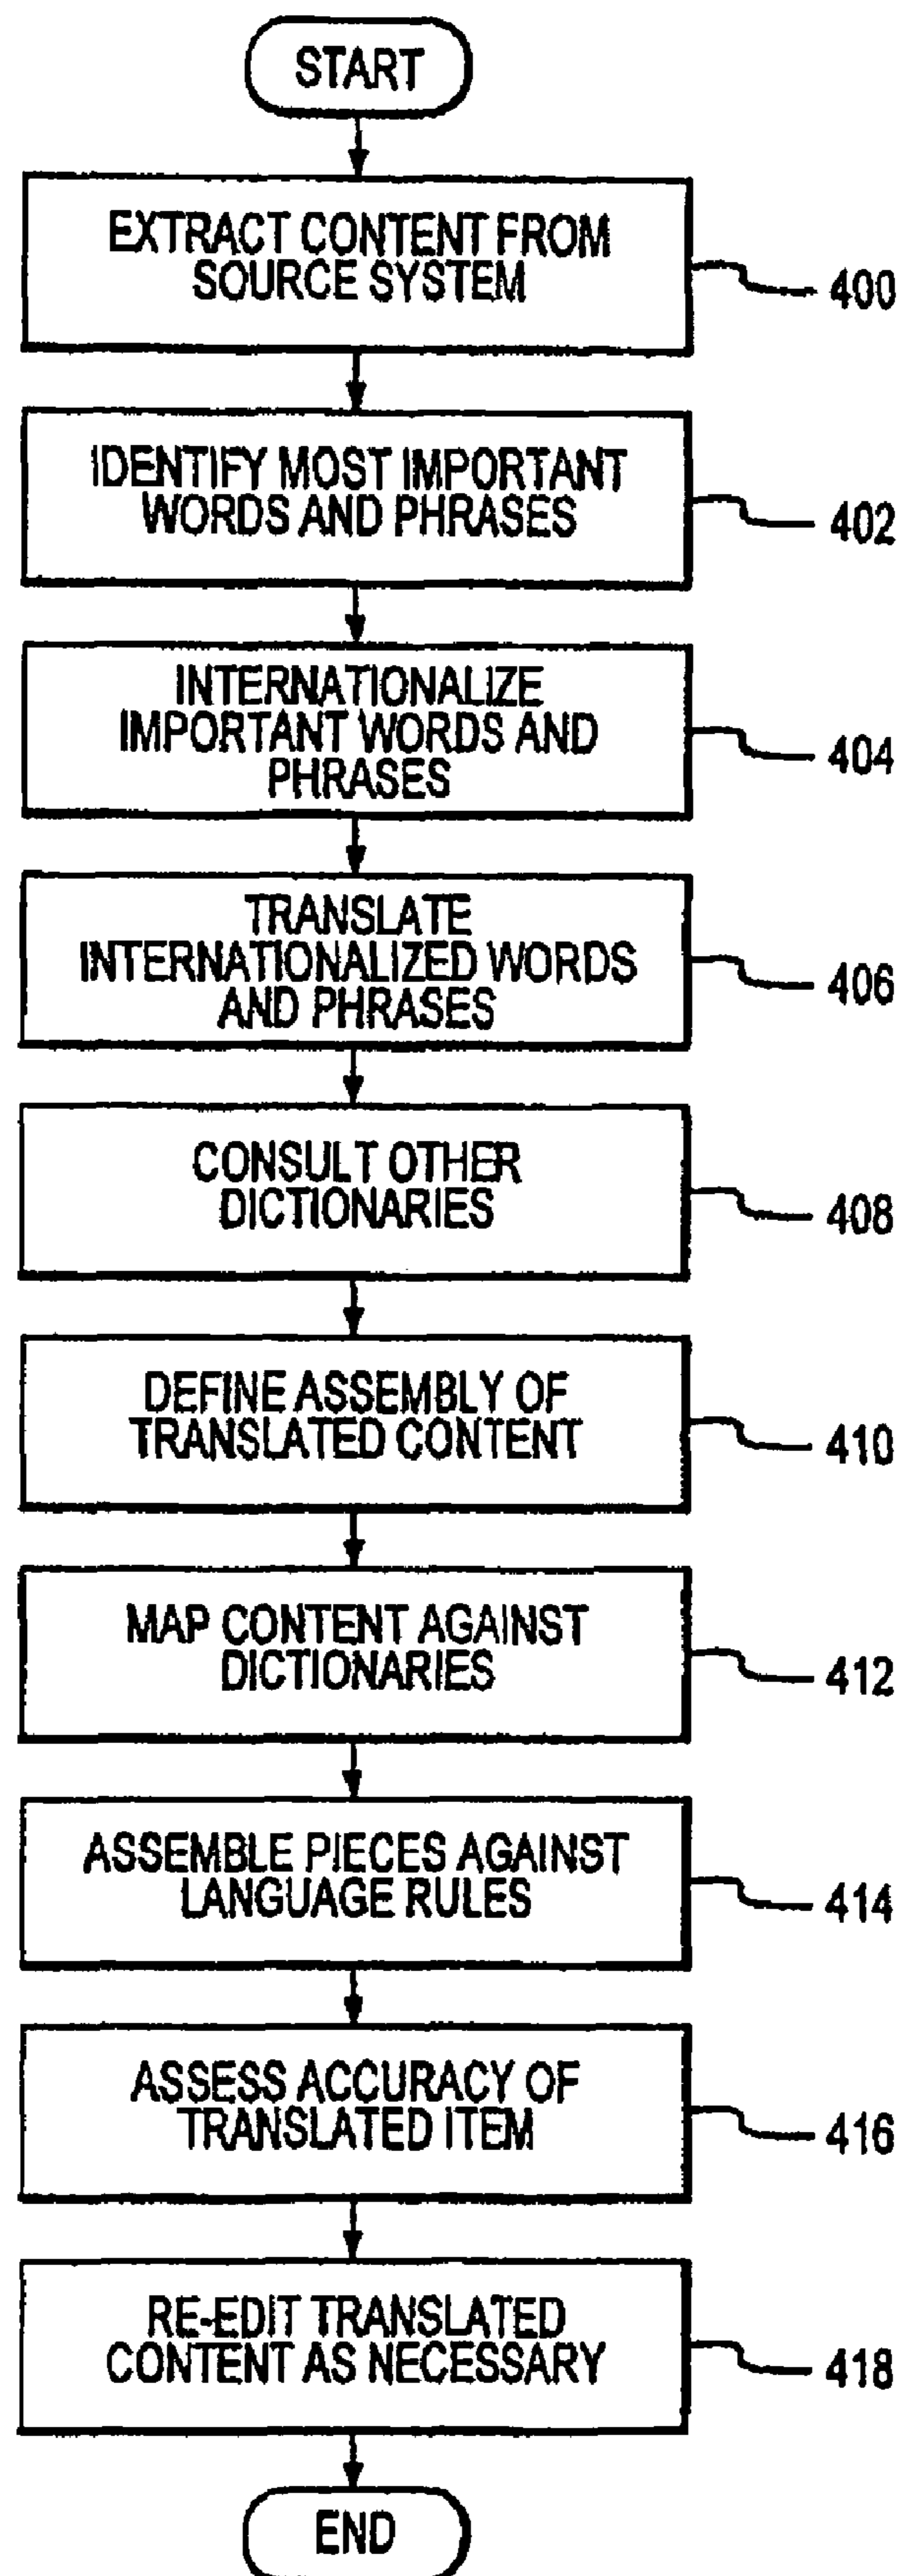 START
EXTRACT CONTENT FROM
SOURCE SYSTEM
400
IDENTIFY MOST IMPORTANT
WORDS AND PHRASES
402
INTERNATIONALIZE
IMPORTANT WORDS AND
PHRASES
404
TRANSLATE
INTERNATIONALIZED WORDS
AND PHRASES
406
CONSULT OTHER
DICTIONARIES
408
DEFINE ASSEMBLY OF
TRANSLATED CONTENT
410
MAP CONTENT AGAINST
DICTIONARIES
412
ASSEMBLE PIECES AGAINST
LANGUAGE RULES
414
ASSESS ACCURACY OF
TRANSLATED ITEM
416
RE-EDIT TRANSLATED
CONTENT AS NECESSARY
418
END